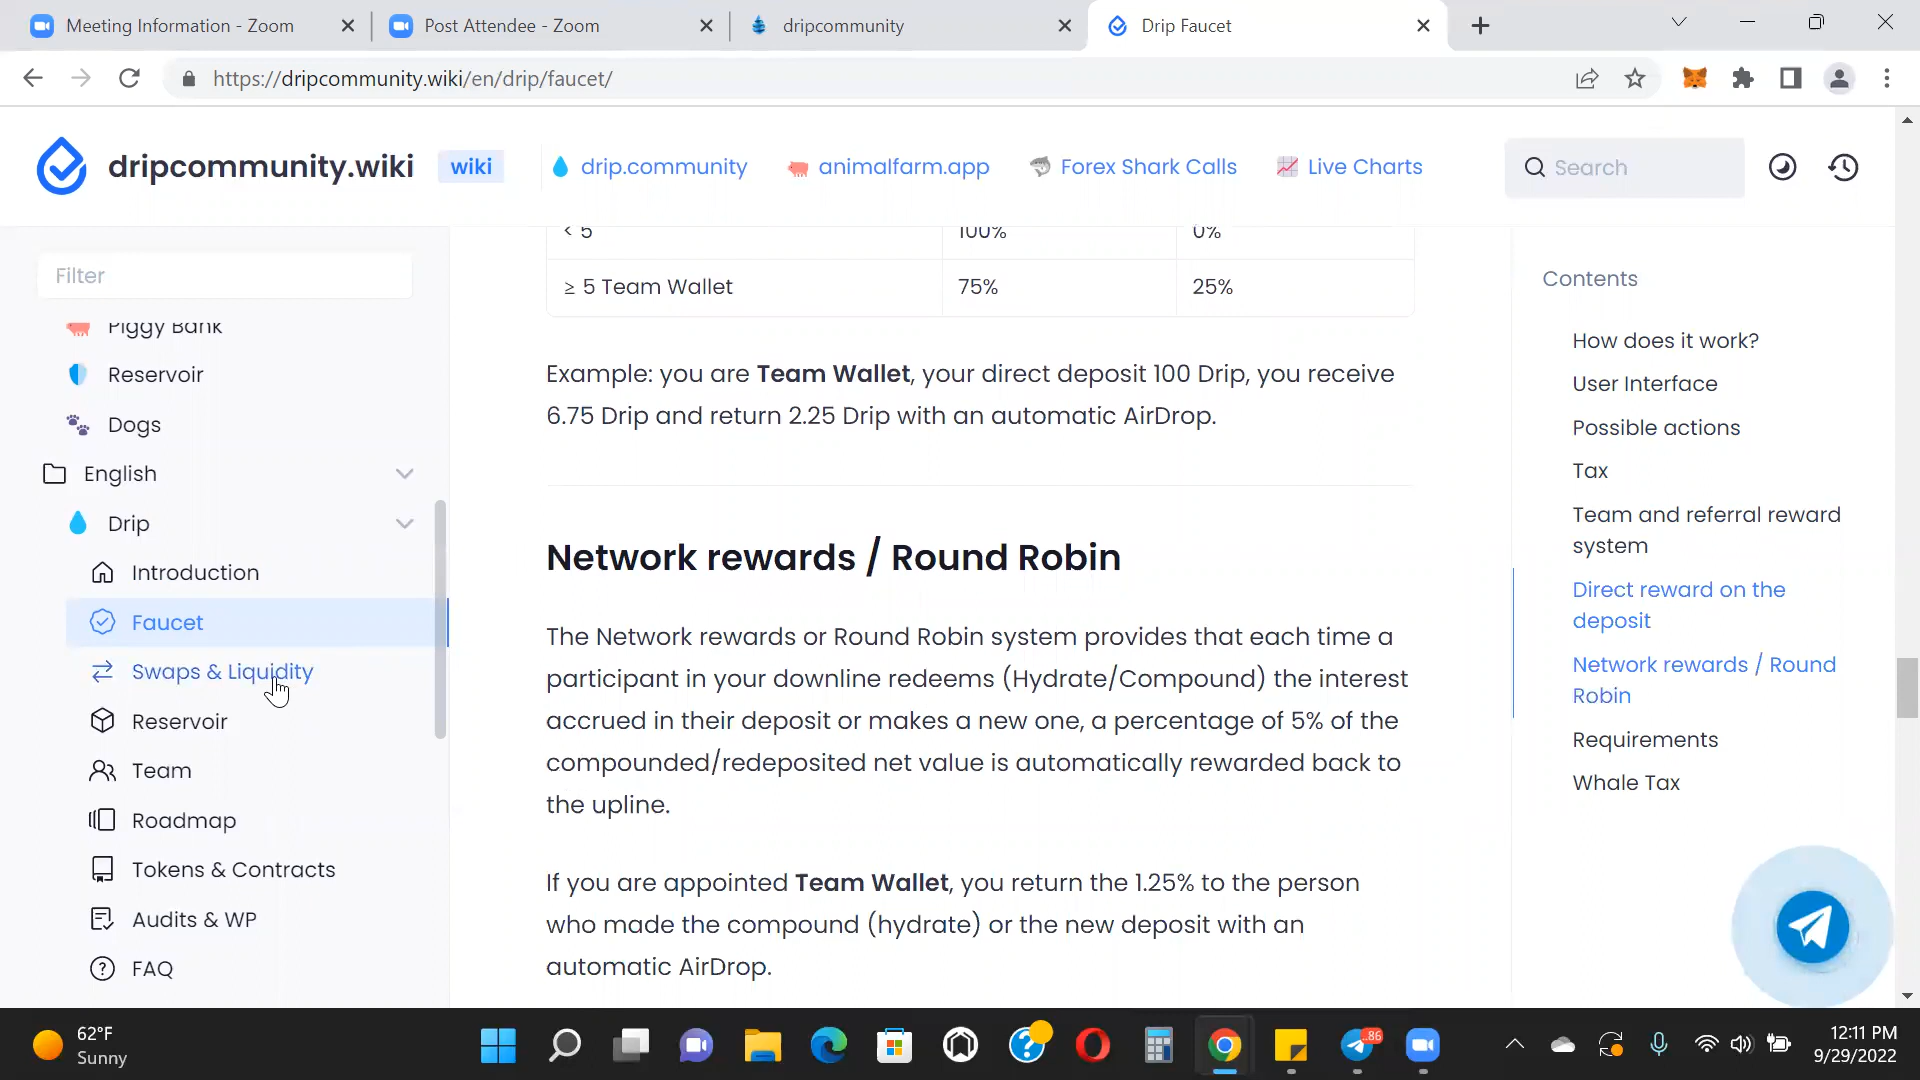 Meeting Information - Zoom
Post Attendee - Zoom
dripcommunity
Drip Faucet
https://dripcommunity.wiki/en/drip/faucet/
dripcommunity.wiki
wiki
drip.community
animalfarm.app
Forex Shark Calls
Live Charts
Search
Filter
Piggy Bank
Reservoir
Dogs
English
Drip
Introduction
Faucet
Swaps & Liquidity
Reservoir
Team
Roadmap
Tokens & Contracts
Audits & WP
FAQ
< 5 100% 0%
≥ 5 Team Wallet 75% 25%
Example: you are Team Wallet, your direct deposit 100 Drip, you receive
6.75 Drip and return 2.25 Drip with an automatic AirDrop.
Network rewards / Round Robin
The Network rewards or Round Robin system provides that each time a
participant in your downline redeems (Hydrate/Compound) the interest
accrued in their deposit or makes a new one, a percentage of 5% of the
compounded/redeposited net value is automatically rewarded back to
the upline.
If you are appointed Team Wallet, you return the 1.25% to the person
who made the compound (hydrate) or the new deposit with an
automatic AirDrop.
Contents
How does it work?
User Interface
Possible actions
Tax
Team and referral reward
system
Direct reward on the
deposit
Network rewards / Round
Robin
Requirements
Whale Tax
62°F
Sunny
86
12:11 PM
9/29/2022